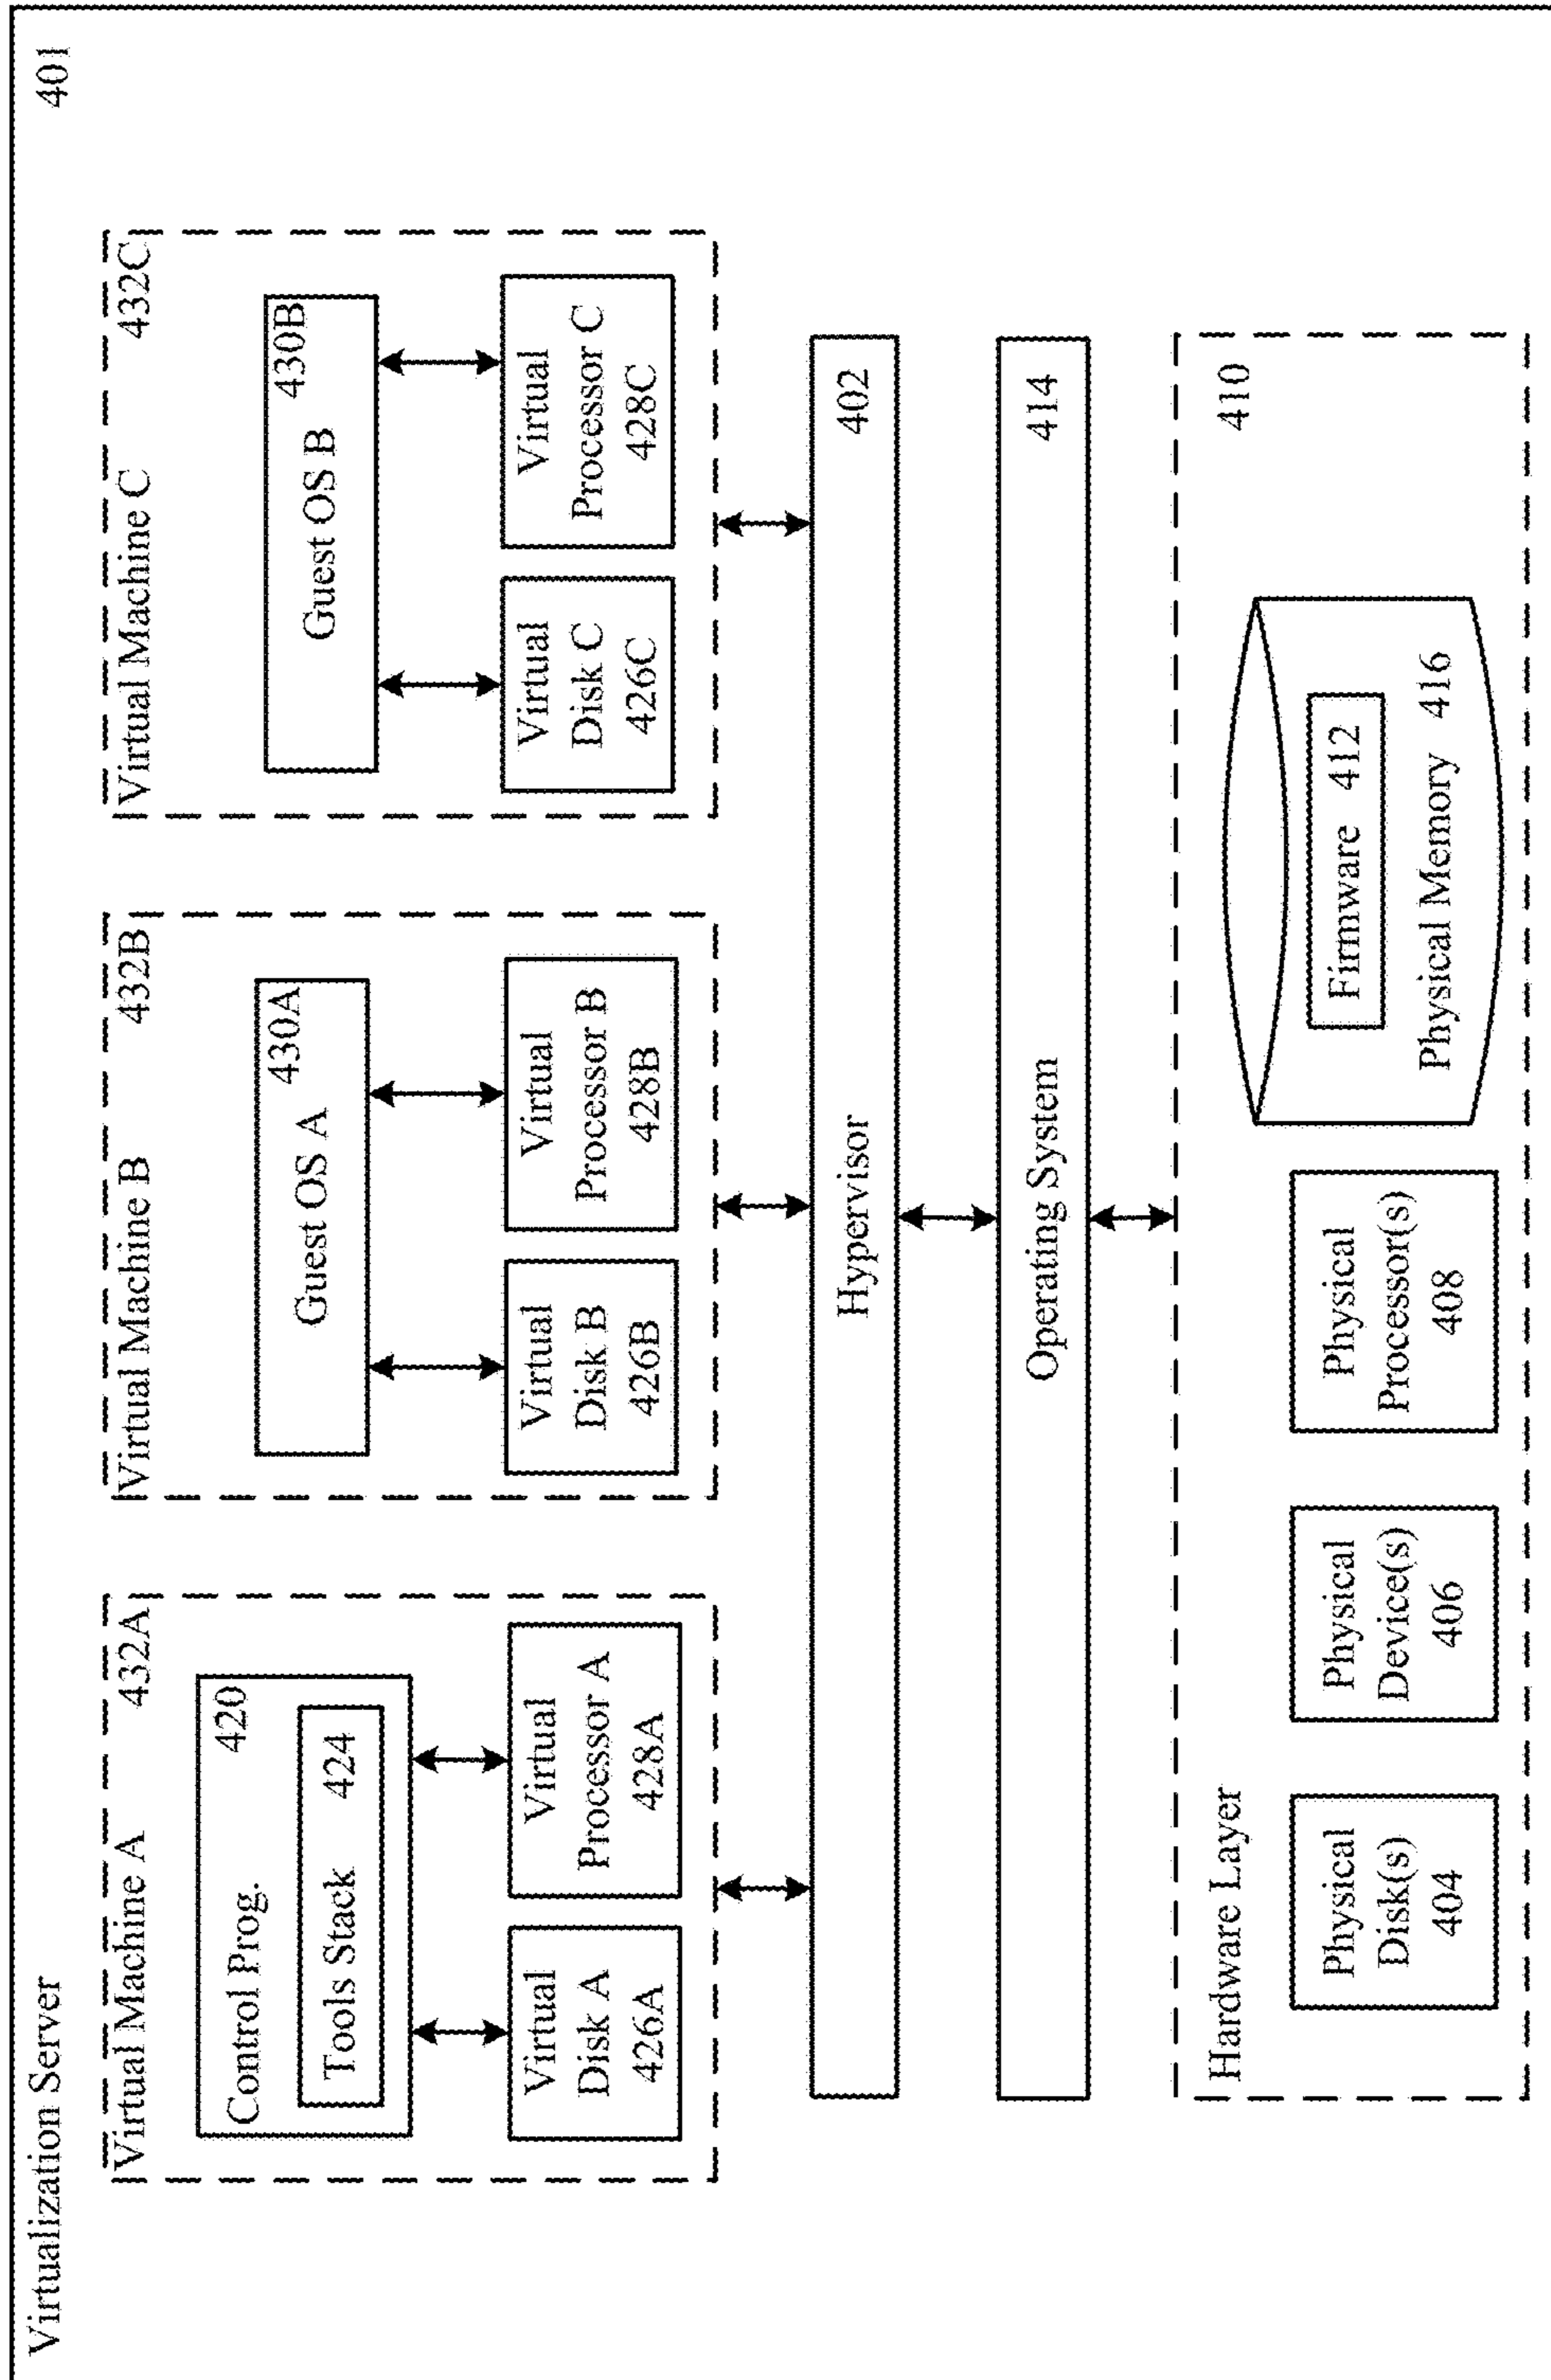 Virtualization Server
401
Virtual Machine A
432A
Control Prog.
420
Tools Stack 424
Virtual
Disk A
426A
Virtual
Processor A
428A
Virtual Machine B
432B
Guest OS A
430A
Virtual
Disk B
426B
Virtual
Processor B
428B
Virtual Machine C
432C
Guest OS B
430B
Virtual
Disk C
426C
Virtual
Processor C
428C
Hypervisor
402
Operating System
414
Hardware Layer
410
Physical
Disk(s)
404
Physical
Device(s)
406
Physical
Processor(s)
408
Firmware 412
Physical Memory 416